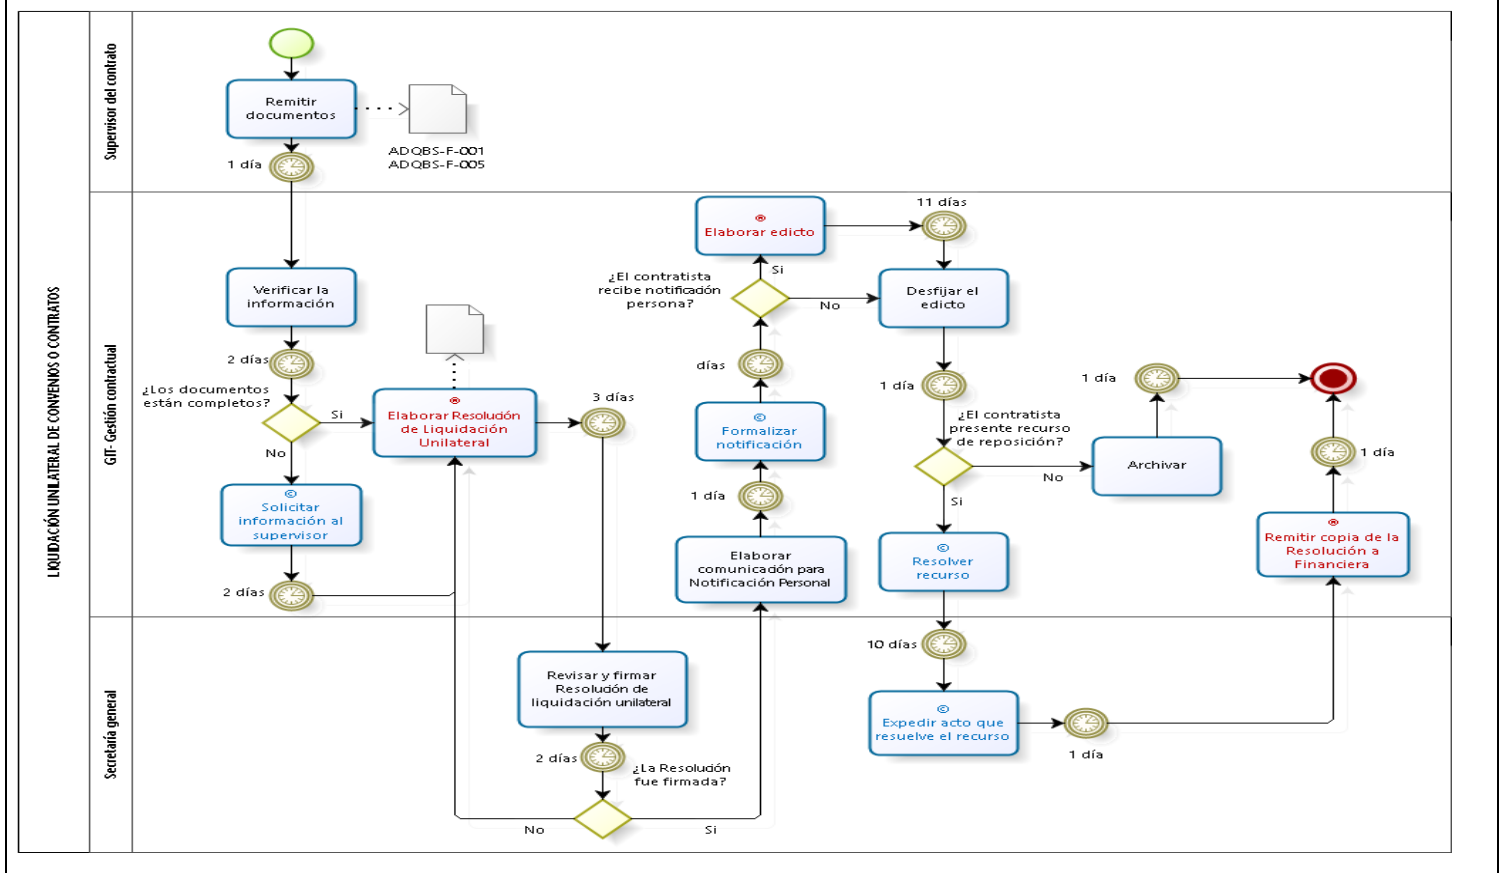 LIQUIDACIÓN UNILATERAL DE CONVENIOS O CONTRATOS
Supervisor del contrato
Remitir
documentos
ADQBS-F-001
ADQBS-F-005
1 día
GIT- Gestión contractual
Verificar la
información
2 días
¿Los documentos
están completos?
Si
No
©
Solicitar
información al
supervisor
2 días
®
Elaborar Resolución
de Liquidación
Unilateral
3 días
®
Elaborar edicto
11 días
¿El contratista
recibe notificación
persona?
Si
No
Desfijar el
edicto
días
©
Formalizar
notificación
1 día
Elaborar
comunicación para
Notificación Personal
1 día
¿El contratista
presente recurso
de reposición?
No
Si
Archivar
1 día
©
Resolver
recurso
1 día
®
Remitir copia de la
Resolución a
Financiera
Secretaría general
Revisar y firmar
Resolución de
liquidación unilateral
2 días
¿La Resolución
fue firmada?
No
Si
10 días
©
Expedir acto que
resuelve el recurso
1 día